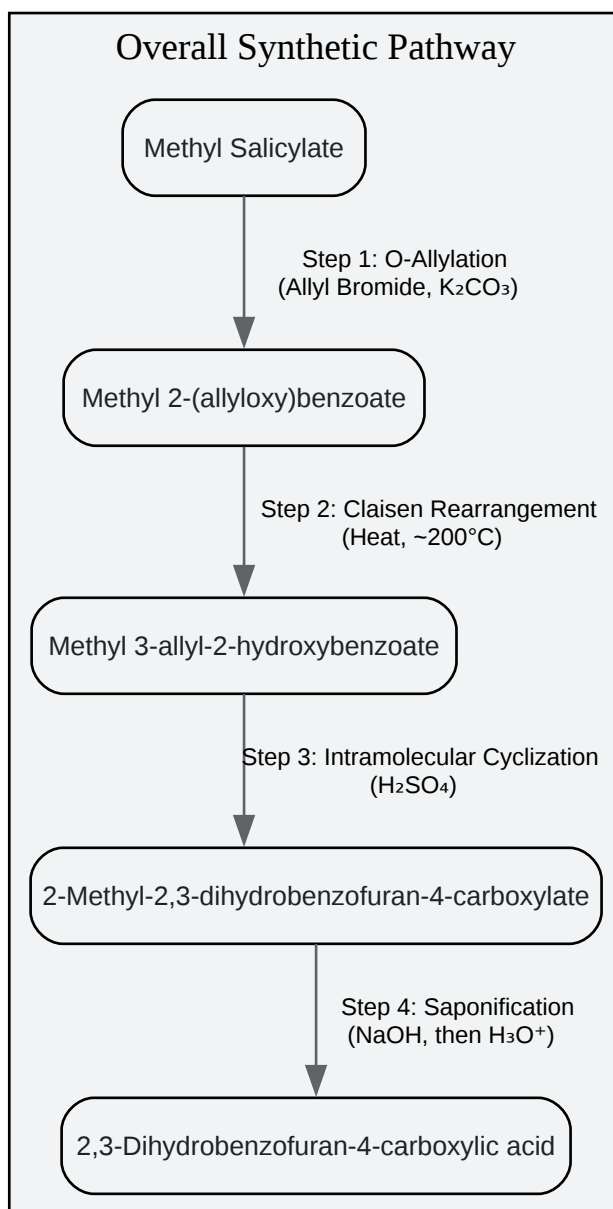 Overall Synthetic Pathway
Methyl Salicylate
Step 1: O-Allylation
(Allyl Bromide, K₂CO₃)
Methyl 2-(allyloxy)benzoate
Step 2: Claisen Rearrangement
(Heat, ~200°C)
Methyl 3-allyl-2-hydroxybenzoate
Step 3: Intramolecular Cyclization
(H₂SO₄)
2-Methyl-2,3-dihydrobenzofuran-4-carboxylate
Step 4: Saponification
(NaOH, then H₃O⁺)
2,3-Dihydrobenzofuran-4-carboxylic acid